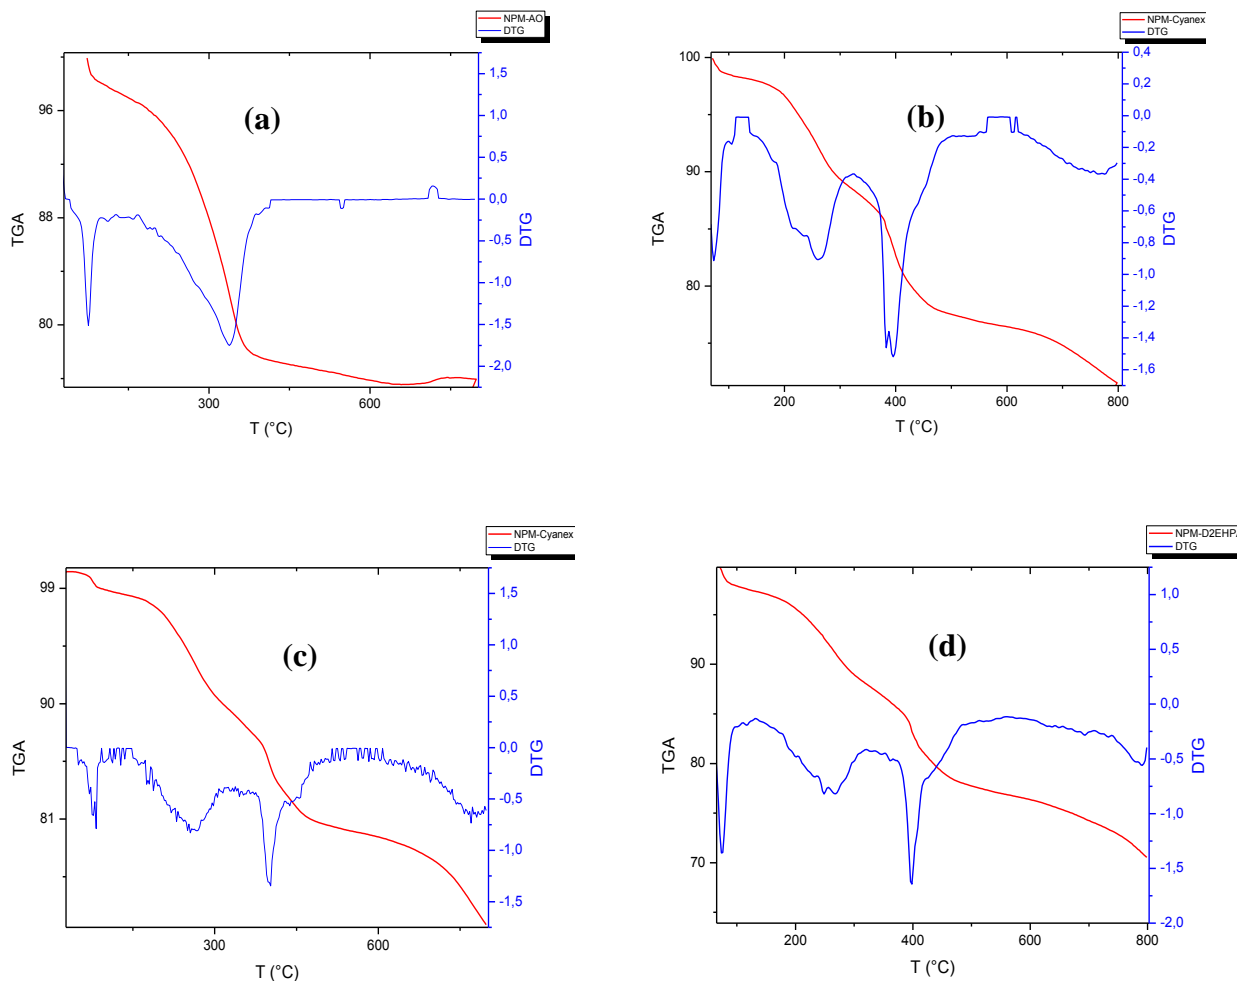 NPM-AO
DTG
(a)
TGA
96
88
80
300
600
T (°C)
1,5
1,0
0,5
0,0
-0,5
-1,0
-1,5
-2,0
DTG
NPM-Cyanex
DTG
(b)
TGA
100
90
80
200
400
600
800
T (°C)
0,4
0,2
0,0
-0,2
-0,4
-0,6
-0,8
-1,0
-1,2
-1,4
-1,6
DTG
NPM-Cyanex
DTG
(c)
TGA
99
90
81
300
600
T (°C)
1,5
1,0
0,5
0,0
-0,5
-1,0
-1,5
DTG
NPM-D2EHPA
DTG
(d)
TGA
90
80
70
200
400
600
800
T (°C)
1,0
0,5
0,0
-0,5
-1,0
-1,5
-2,0
DTG